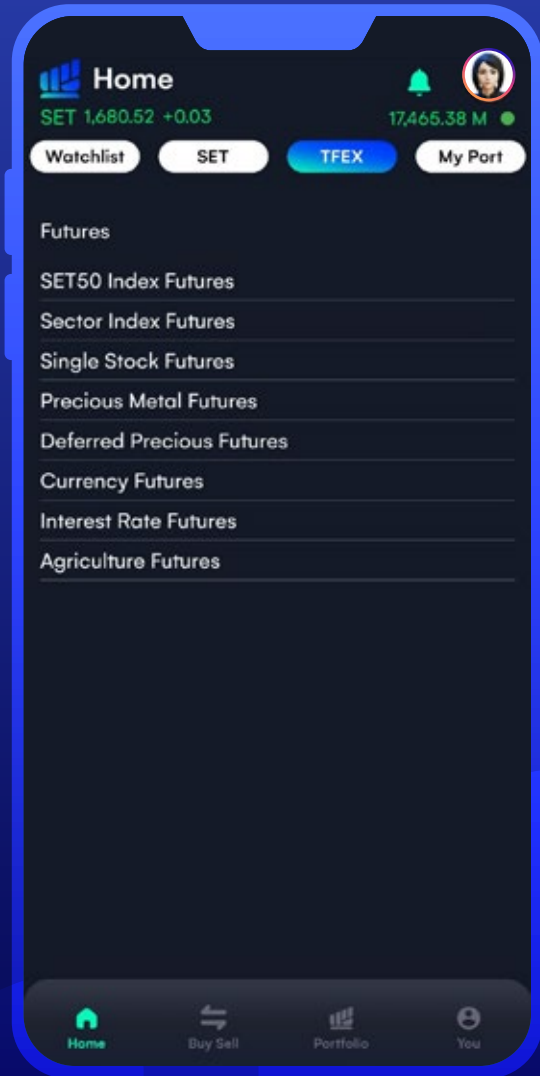 Home
SET 1,680.52 +0.03 17,465.38 M
Watchlist SET TFEX My Port
Futures
SET50 Index Futures
Sector Index Futures
Single Stock Futures
Precious Metal Futures
Deferred Precious Futures
Currency Futures
Interest Rate Futures
Agriculture Futures
Home Buy Sell Portfolio You